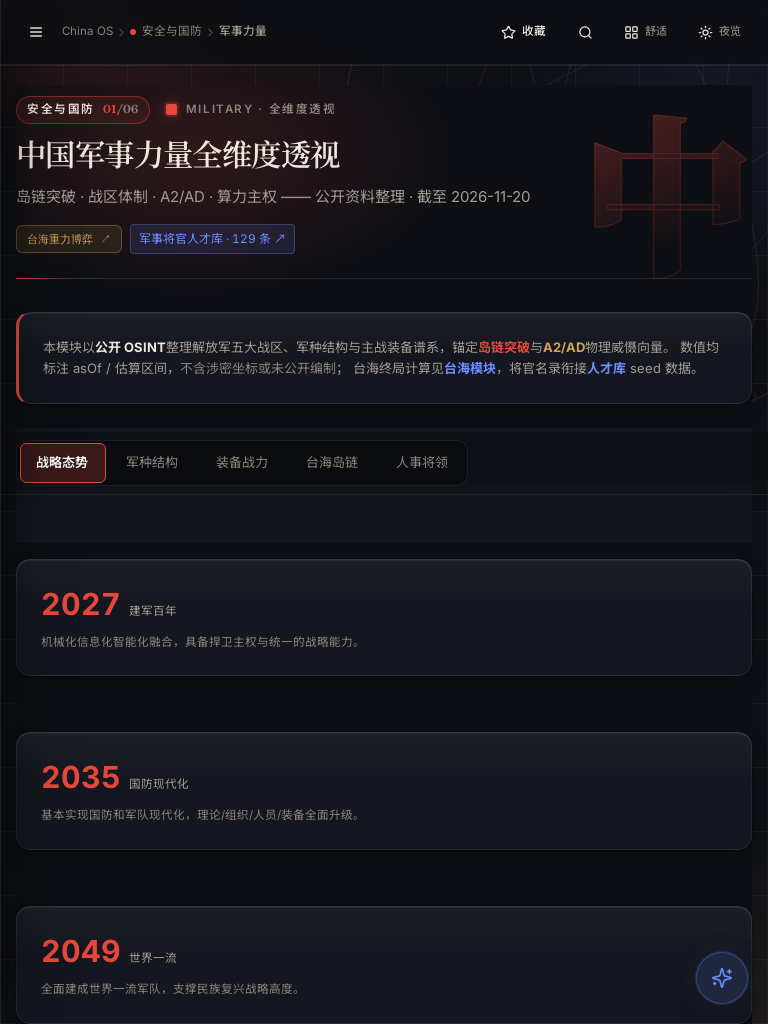 China OS > 安全与国防 > 军事力量 收藏 舒适 夜览
安全与国防 01/06 MILITARY · 全维度透视
中
中国军事力量全维度透视
岛链突破 · 战区体制 · A2/AD · 算力主权 —— 公开资料整理 · 截至 2026-11-20
台海重力博弈 ↗ 军事将官人才库 · 129 条 ↗
本模块以公开 OSINT整理解放军五大战区、军种结构与主战装备谱系，锚定岛链突破与A2/AD物理威慑向量。 数值均
标注 asOf / 估算区间，不含涉密坐标或未公开编制； 台海终局计算见台海模块，将官名录衔接人才库 seed 数据。
战略态势 军种结构 装备战力 台海岛链 人事将领
2027 建军百年
机械化信息化智能化融合，具备捍卫主权与统一的战略能力。
2035 国防现代化
基本实现国防和军队现代化，理论/组织/人员/装备全面升级。
2049 世界一流
全面建成世界一流军队，支撑民族复兴战略高度。